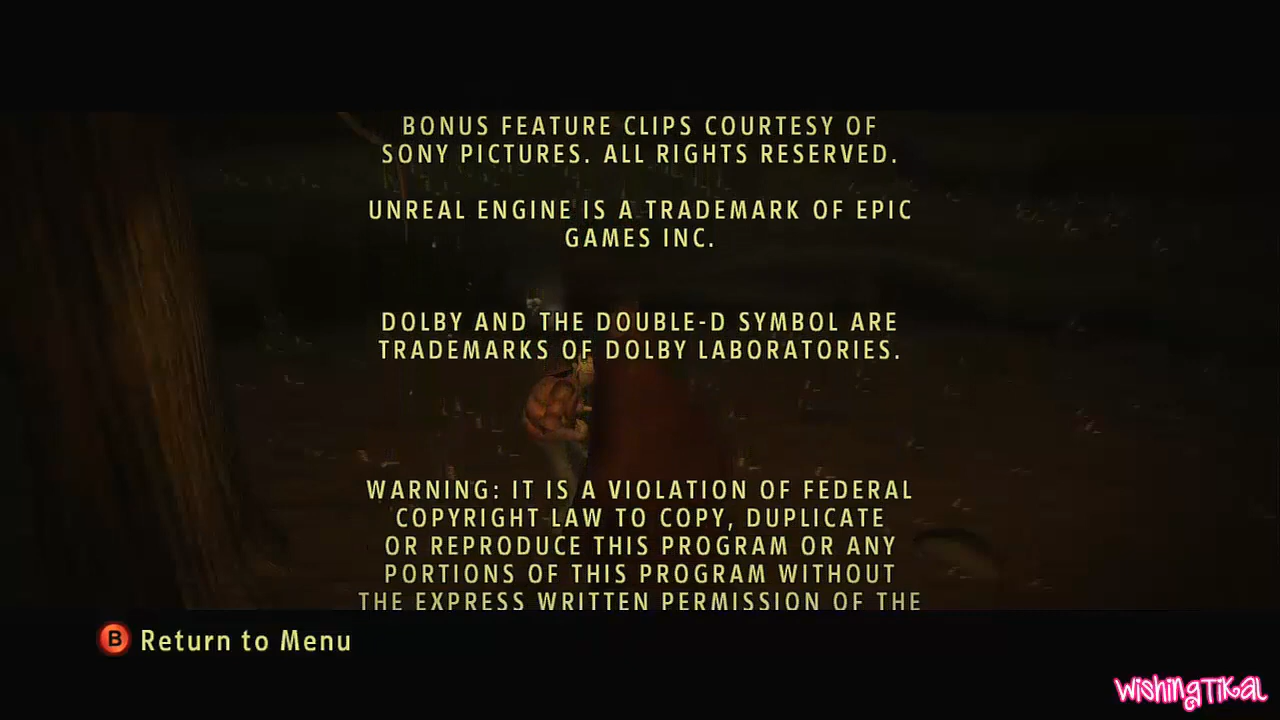 BONUS FEATURE CLIPS COURTESY OF
SONY PICTURES. ALL RIGHTS RESERVED.
UNREAL ENGINE IS A TRADEMARK OF EPIC
GAMES INC.
DOLBY AND THE DOUBLE-D SYMBOL ARE
TRADEMARKS OF DOLBY LABORATORIES.
WARNING: IT IS A VIOLATION OF FEDERAL
COPYRIGHT LAW TO COPY, DUPLICATE
OR REPRODUCE THIS PROGRAM OR ANY
PORTIONS OF THIS PROGRAM WITHOUT
THE EXPRESS WRITTEN PERMISSION OF THE
B Return to Menu
WishingTikal